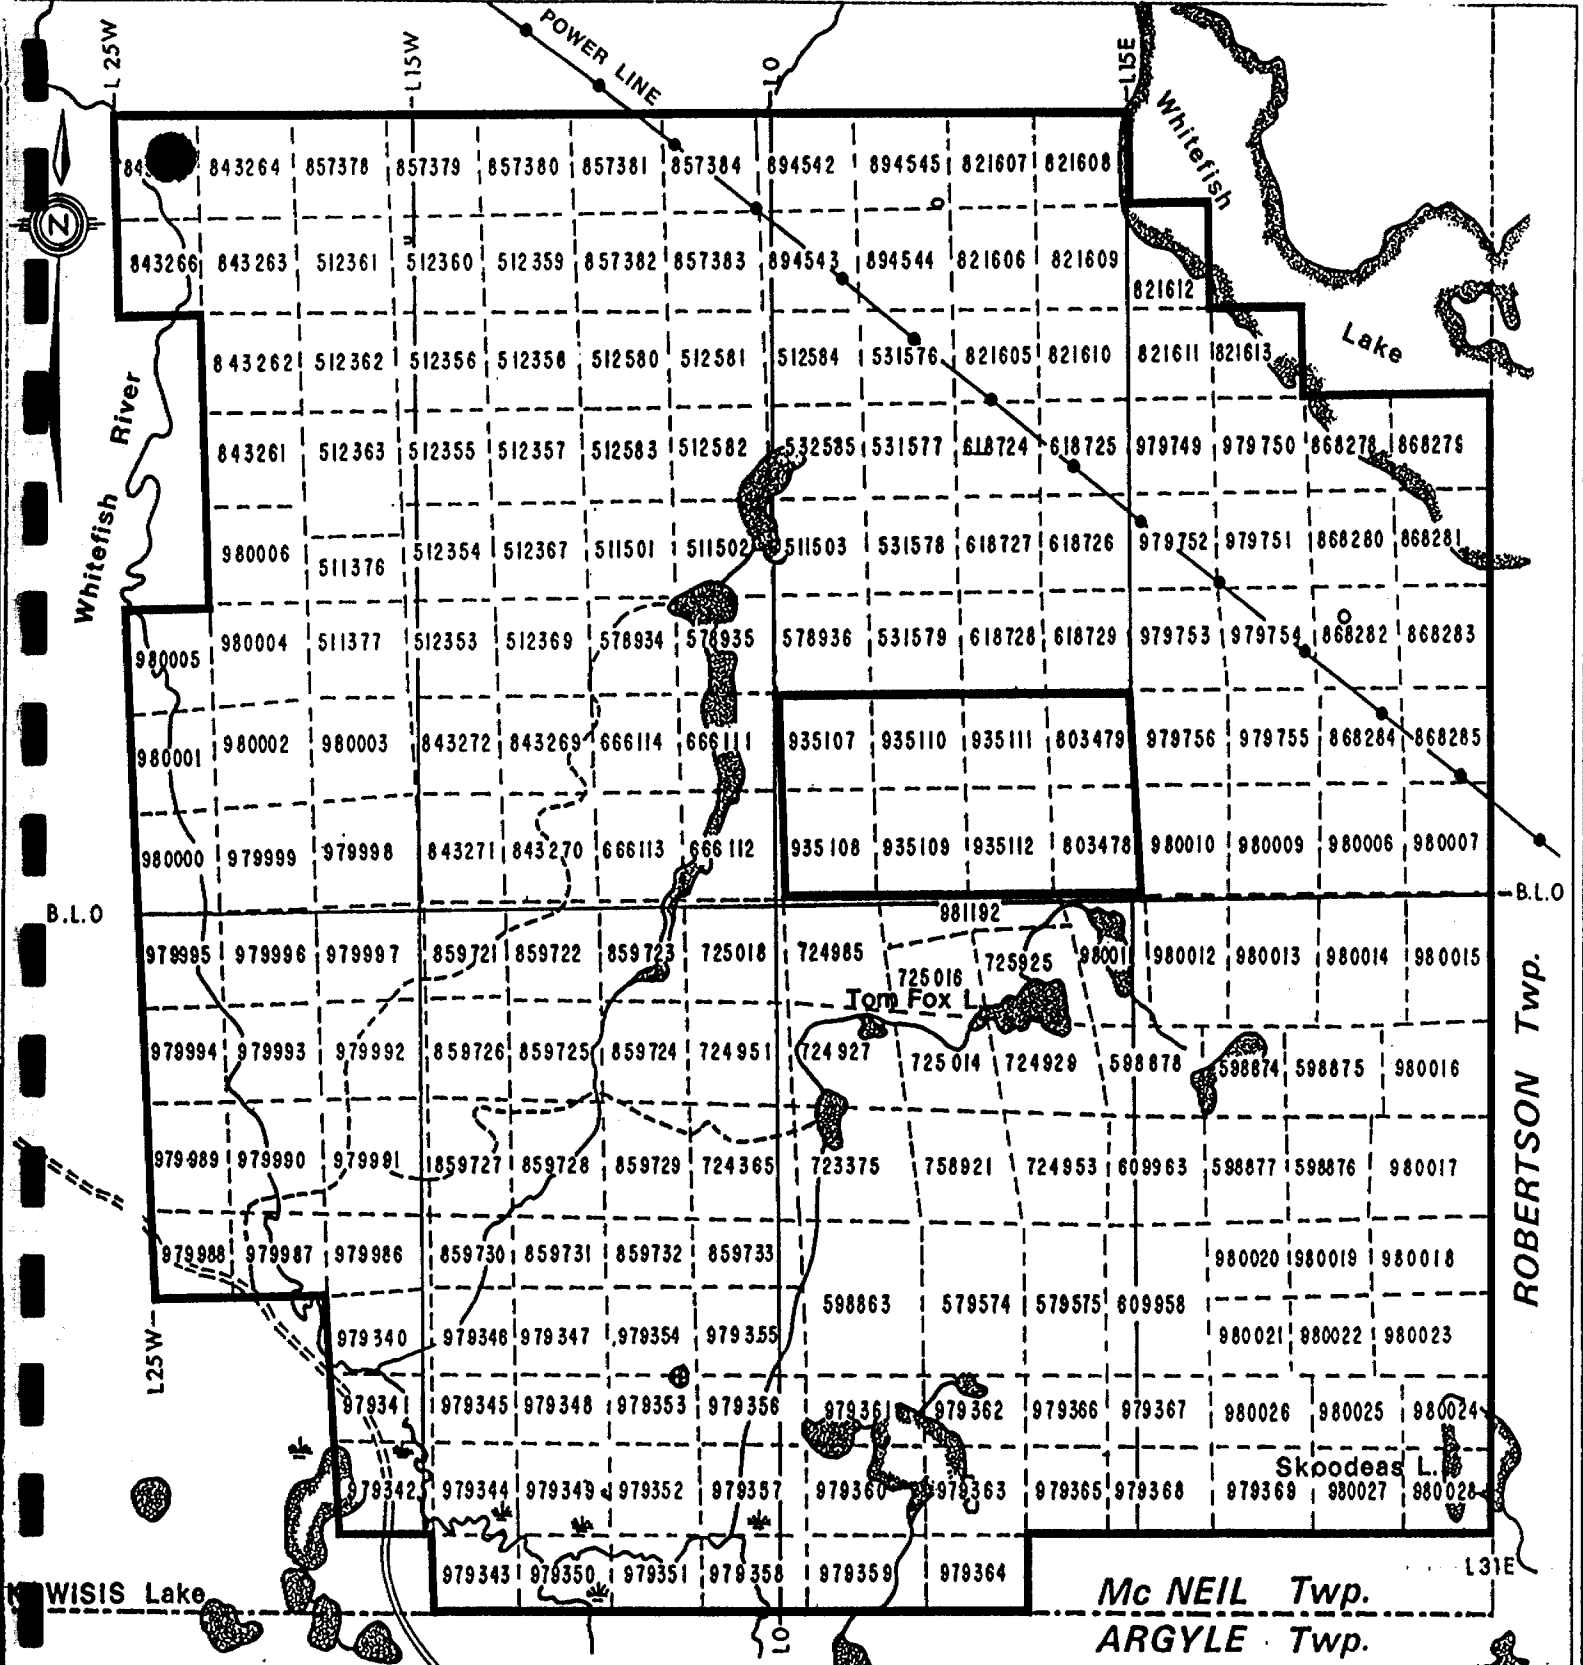 L 25W
L15W
POWER LINE
L0
L15E
Whitefish
843264 857378 857379 857380 857381 857384 894542 894545 821607 821608
N
843266 843263 512361 512360 512359 857382 857383 894543 894544 821606 821609
821612
Lake
843262 512362 512356 512358 512580 512581 512584 531576 821605 821610 821611 821613
River
843261 512363 512355 512357 512583 512582 532585 531577 618724 618725 979749 979750 868278 868279
Whitefish
980006 511376 512354 512367 511501 511502 511503 531578 618727 618726 979752 979751 868280 868281
980005 980004 511377 512353 512369 578934 578935 578936 531579 618728 618729 979753 979754 868282 868283
980001 980002 980003 843272 843269 666114 666111 935107 935110 935111 803479 979756 979755 868284 868285
980000 979999 979998 843271 843270 666113 666112 935108 935109 935112 803478 980010 980009 980006 980007
B.L.O
B.L.O
981192
979995 979996 979997 859721 859722 859723 725018 724985 725016 725925 98001 980012 980013 980014 980015
Tom Fox L.
979994 979993 979992 859726 859725 859724 724951 724927 725014 724929 598878 598874 598875 980016
979989 979990 979991 859727 859728 859729 724365 723375 758921 724953 609963 598877 598876 980017
979988 979987 979986 859730 859731 859732 859733 980020 980019 980018
598863 579574 579575 609958
979340 979346 979347 979354 979355 980021 980022 980023
L25W
979341 979345 979348 979353 979356 979361 979362 979366 979367 980026 980025 980024
Skoodeas L.
979342 979344 979349 979352 979357 979360 979363 979365 979368 979369 980027 980028
979343 979350 979351 979358 979359 979364
L31E
WISIS Lake
L0
Mc NEIL Twp.
ARGYLE Twp.
ROBERTSON Twp.